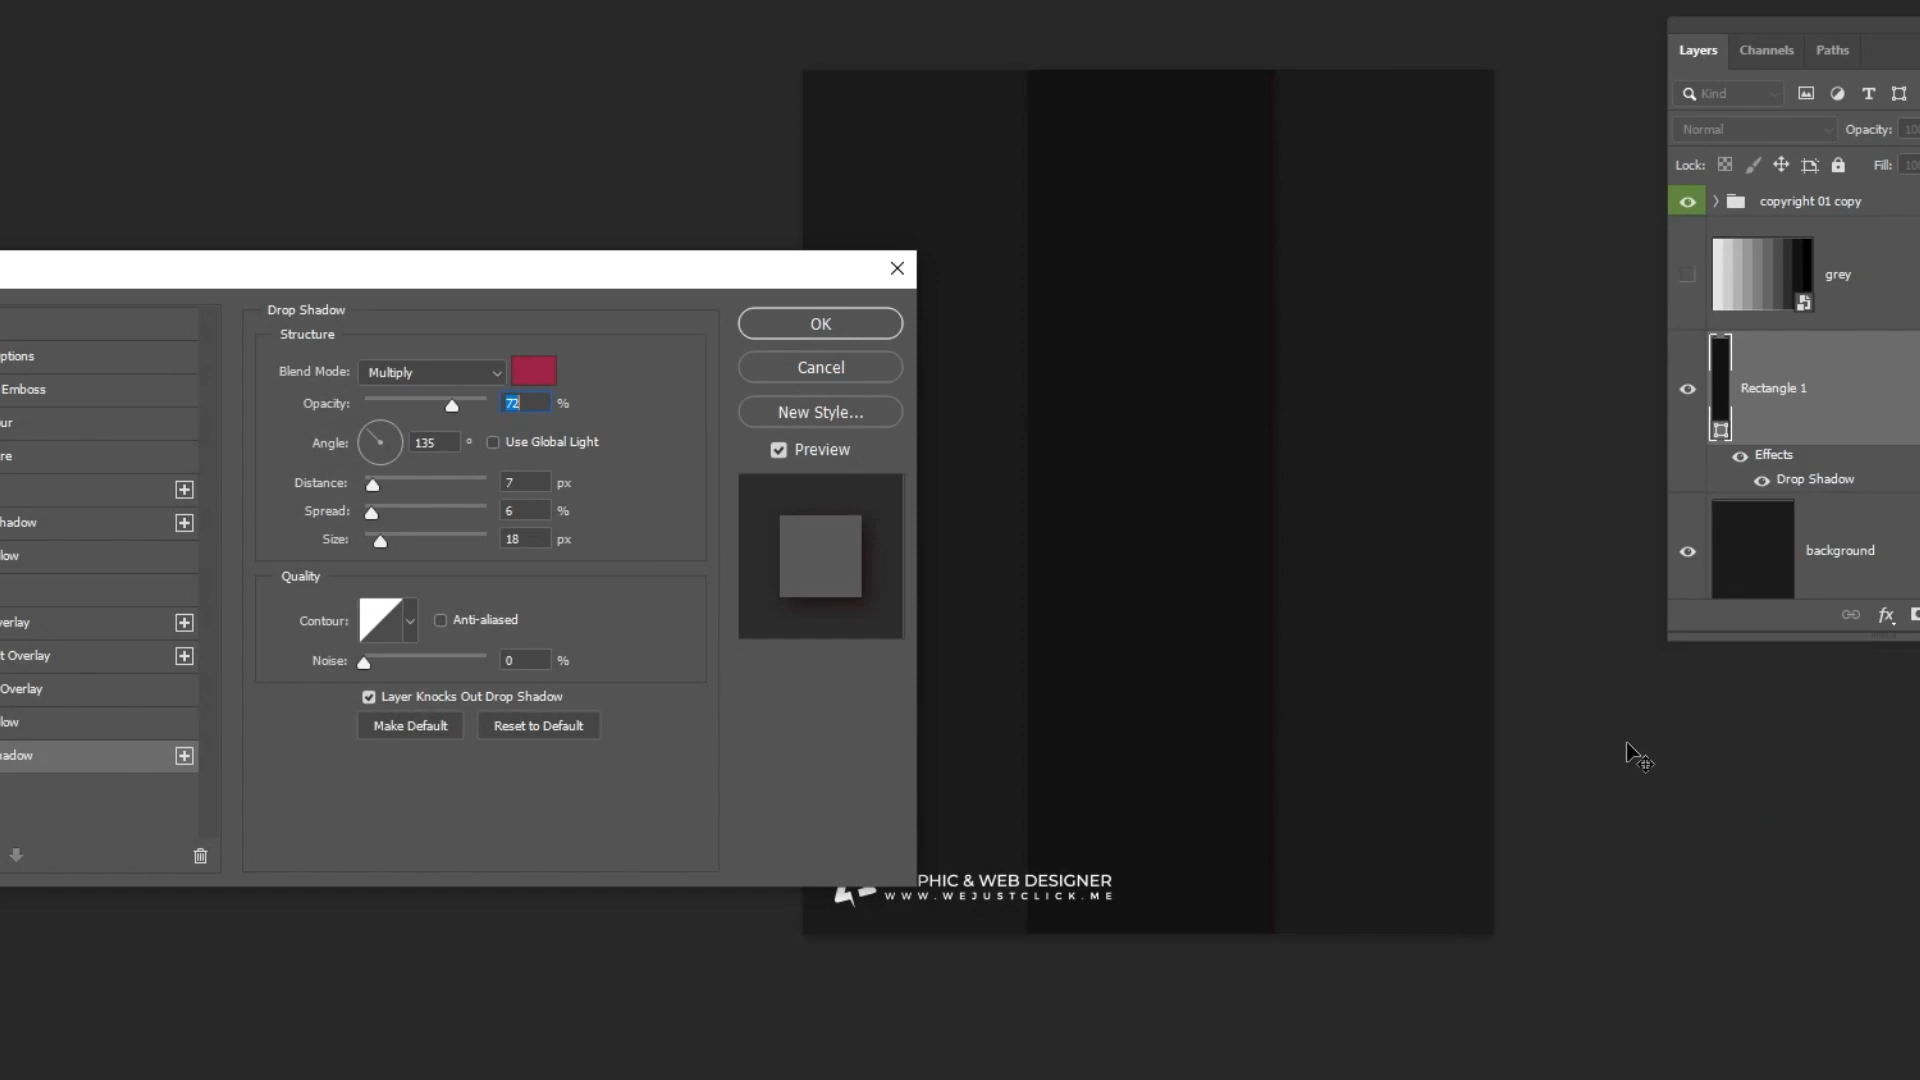 Layers Channels Paths
Kind
Normal Opacity: 100
Lock: Fill: 100
copyright 01 copy
grey
Rectangle 1
Effects
Drop Shadow
background
fx
ptions
Emboss
ur
re
hadow
low
verlay
t Overlay
Overlay
low
hadow
Drop Shadow
Structure
Blend Mode: Multiply
Opacity: 72 %
Angle: 135 ° Use Global Light
Distance: 7 px
Spread: 6 %
Size: 18 px
Quality
Contour: Anti-aliased
Noise: 0 %
Layer Knocks Out Drop Shadow
Make Default Reset to Default
OK
Cancel
New Style...
Preview
PHIC & WEB DESIGNER
WWW.WEJUSTCLICK.ME